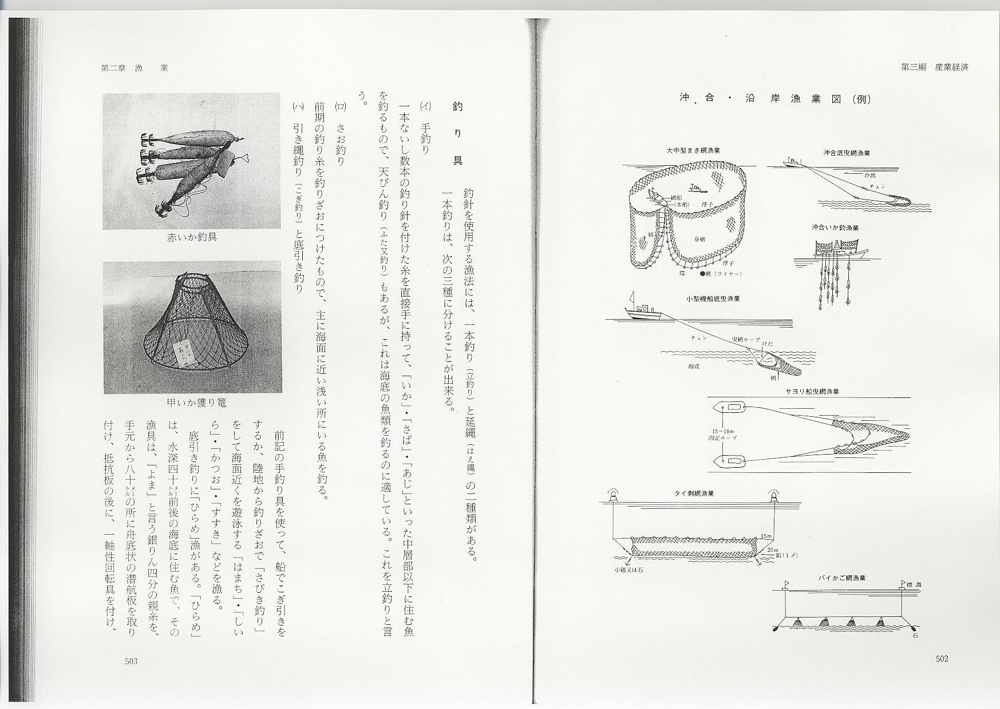 第三編　産業経済
沖合・沿岸漁業図（例）
沖合底曳網漁業
汐流
チェン
大中型まき網漁業
網船
（本船）
浮子
身網
浮子
環
●網（ワイヤー）
沖合いか釣漁業
小型機船底曳漁業
チェン
曳網ロープ
けた
海底
網
サヨリ船曳網漁業
15〜18m
固定ロープ
タイ刺網漁業
15m
20m
鉛（1〆）
小錨又は石
バイかご網漁業
標識
石
502
第二章　漁　業
釣り具
釣針を使用する漁法には、一本釣り（立釣り）と延縄（はえ縄）の二種類がある。
一本釣りは、次の三種に分けることが出来る。
(イ)　手釣り
一本ないし数本の釣り針を付けた糸を直接手に持って、「いか」・「さば」・「あじ」といった中層部以下に住む魚
を釣るもので、天びん釣り（ふた又釣り）もあるが、これは海底の魚類を釣るのに適している。これを立釣りと言
う。
(ロ)　さお釣り
前期の釣り糸を釣りざおにつけたもので、主に海面に近い浅い所にいる魚を釣る。
(ハ)　引き縄釣り（こぎ釣り）と底引き釣り
前記の手釣り具を使って、船でこぎ引きを
するか、陸地から釣りざおで「さびき釣り」
をして海面近くを遊泳する「はまち」・「しい
ら」・「かつお」・「すすき」などを漁る。
底引き釣りに「ひらめ」漁がある。「ひらめ」
は、水深四十メートル前後の海底に住む魚で、その
漁具は、「よま」と言う銀りん四分の親糸を、
手元から八十メートルの所に舟底状の潜航板を取り
付け、抵抗板の後に、一軸性回転具を付け、
赤いか釣具
甲いか獲り篭
503